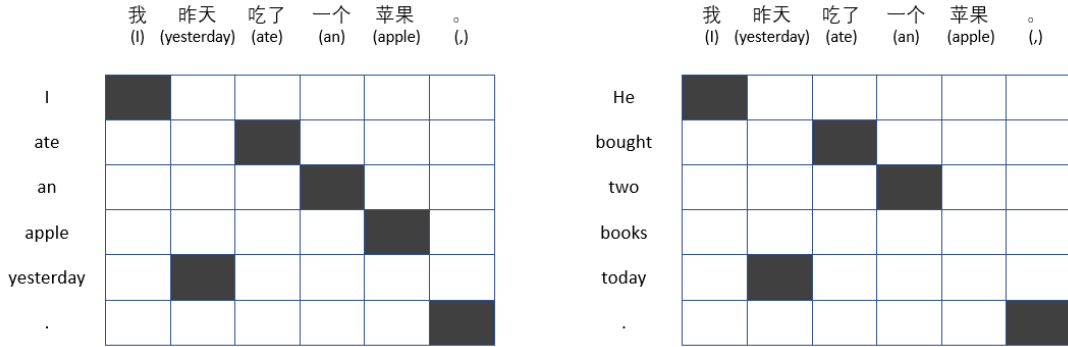 我 昨天 吃了 一个 苹果 。
(I) (yesterday) (ate) (an) (apple) (,)
I
ate
an
apple
yesterday
.
我 昨天 吃了 一个 苹果 。
(I) (yesterday) (ate) (an) (apple) (,)
He
bought
two
books
today
.